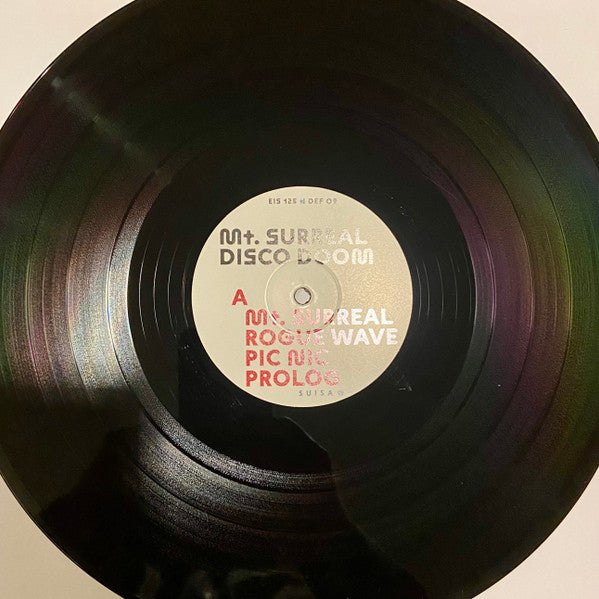 EIS 125 + DEF 09
Mt. SURREAL
DISCO DOOM
A
Mt. SURREAL
ROGUE WAVE
PIC NIC
PROLOG
SUISA